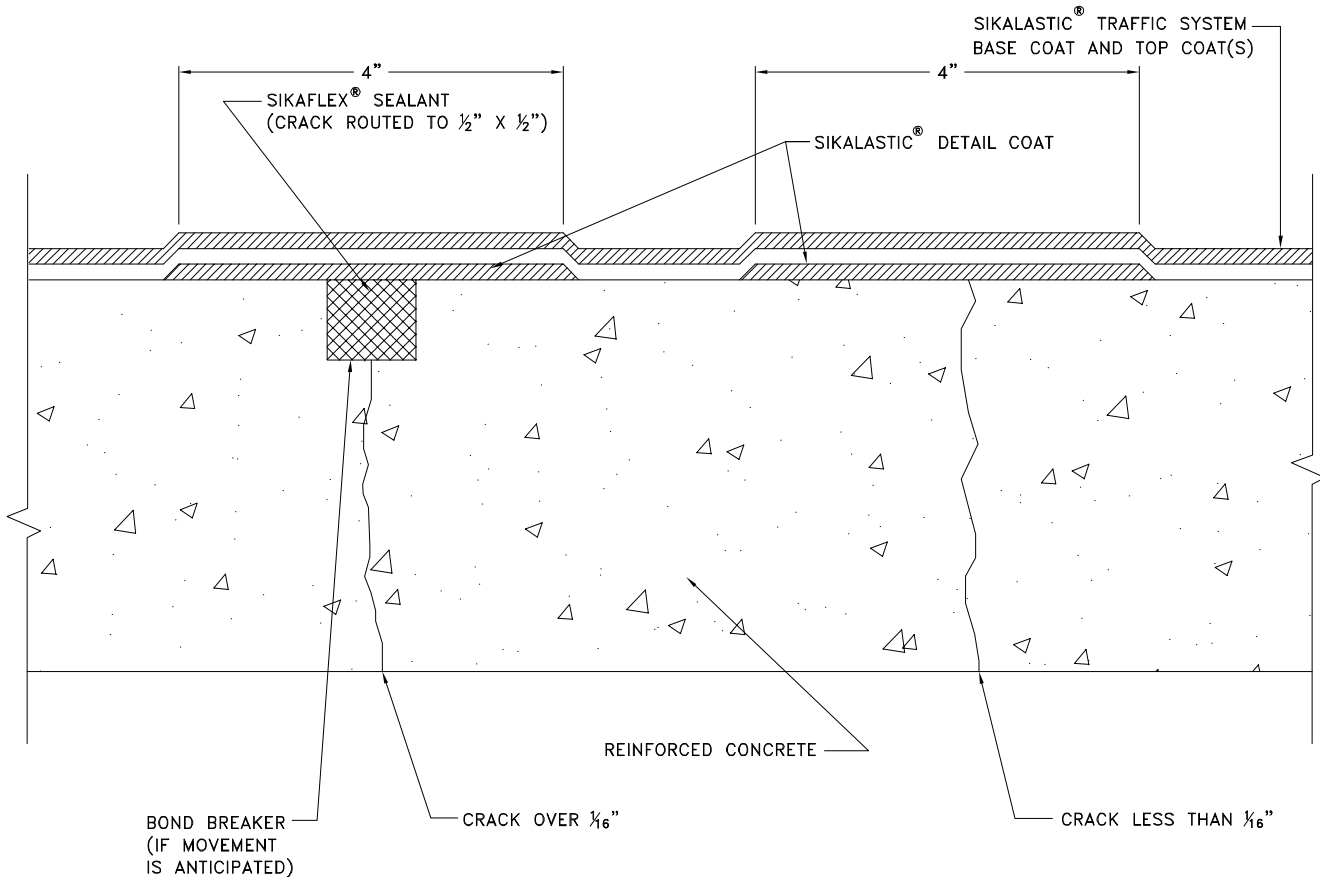 SIKALASTIC® TRAFFIC SYSTEM
BASE COAT AND TOP COAT(S)
4”
4”
SIKAFLEX® SEALANT
(CRACK ROUTED TO ½” X ½”)
SIKALASTIC® DETAIL COAT
REINFORCED CONCRETE
BOND BREAKER
(IF MOVEMENT
IS ANTICIPATED)
CRACK OVER 1⁄16”
CRACK LESS THAN 1⁄16”